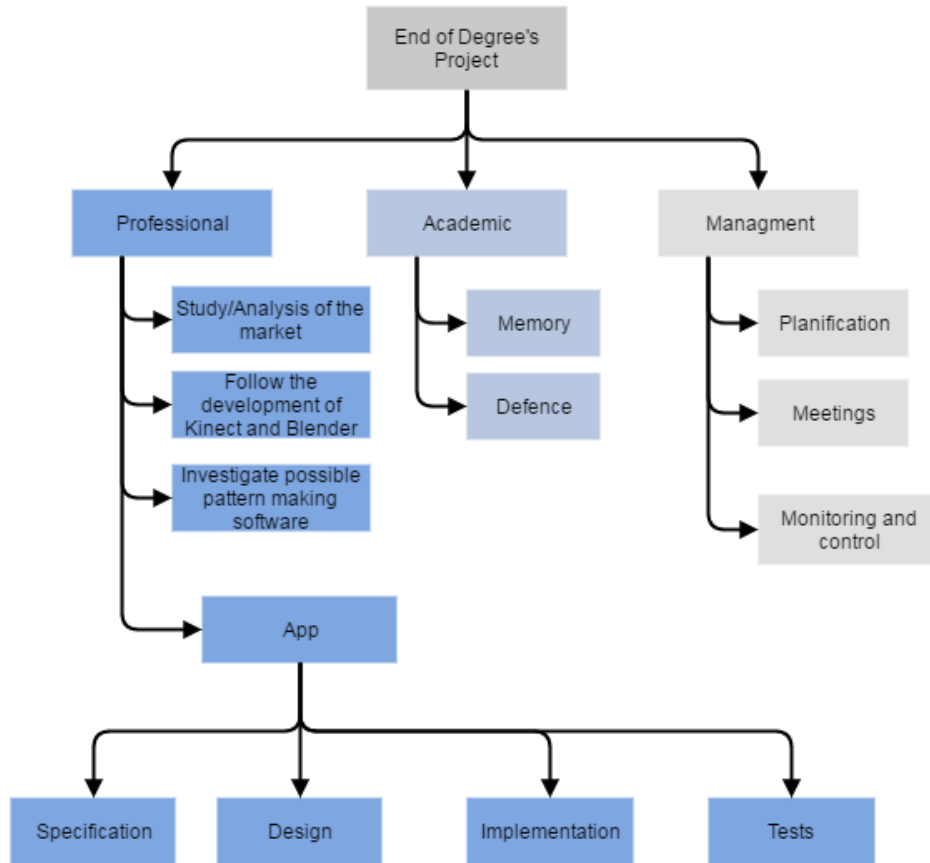 End of Degree's
Project
Professional
Academic
Managment
Study/Analysis of the
market
Memory
Planification
Follow the
development of
Kinect and Blender
Defence
Meetings
Investigate possible
pattern making
software
Monitoring and
control
App
Specification
Design
Implementation
Tests